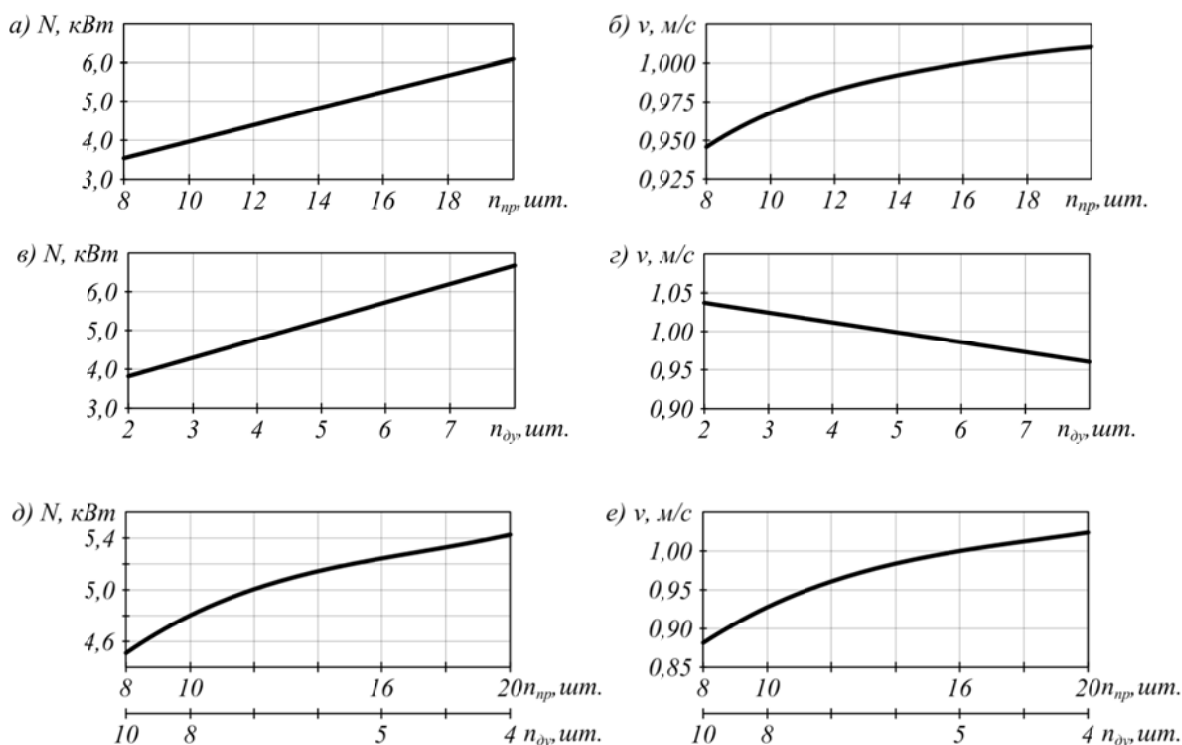 а) N, кВт
6,0
5,0
4,0
3,0
8 10 12 14 16 18 nпр, шт.
б) v, м/с
1,000
0,975
0,950
0,925
8 10 12 14 16 18 nпр, шт.
в) N, кВт
6,0
5,0
4,0
3,0
2 3 4 5 6 7 nду, шт.
г) v, м/с
1,05
1,00
0,95
0,90
2 3 4 5 6 7 nду, шт.
д) N, кВт
5,4
5,0
4,6
8 10 16 20 nпр, шт.
10 8 5 4 nду, шт.
е) v, м/с
1,00
0,95
0,90
0,85
8 10 16 20 nпр, шт.
10 8 5 4 nду, шт.